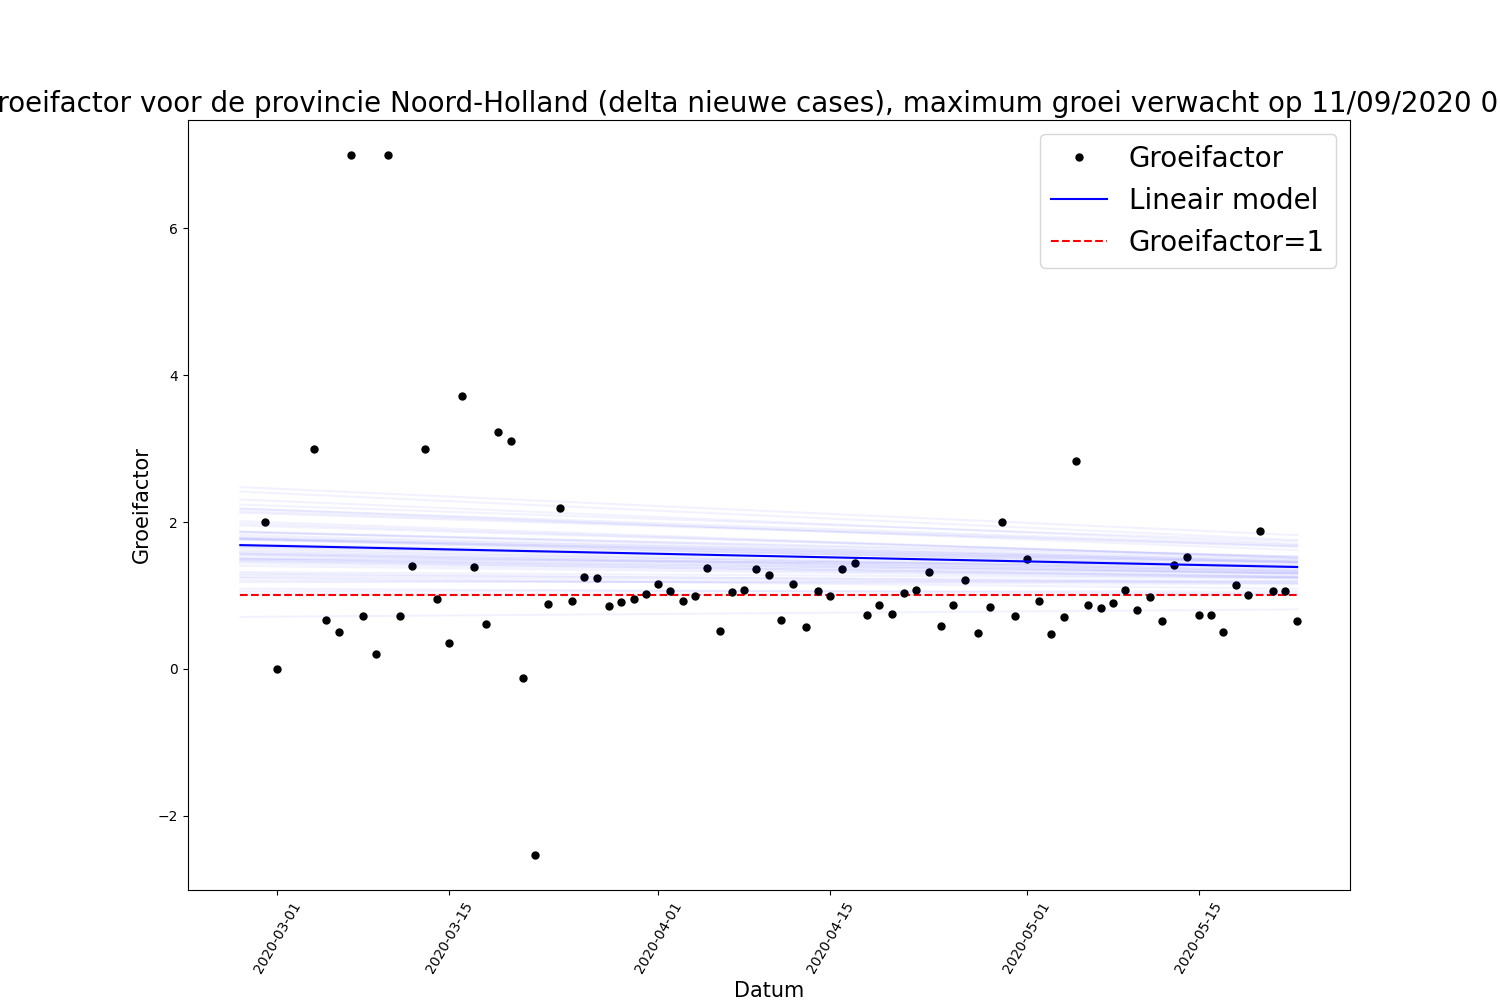 roeifactor voor de provincie Noord-Holland (delta nieuwe cases), maximum groei verwacht op 11/09/2020 0
Groeifactor
Lineair model
Groeifactor=1
6
4
2
0
−2
Groeifactor
2020-03-01
2020-03-15
2020-04-01
2020-04-15
2020-05-01
2020-05-15
Datum